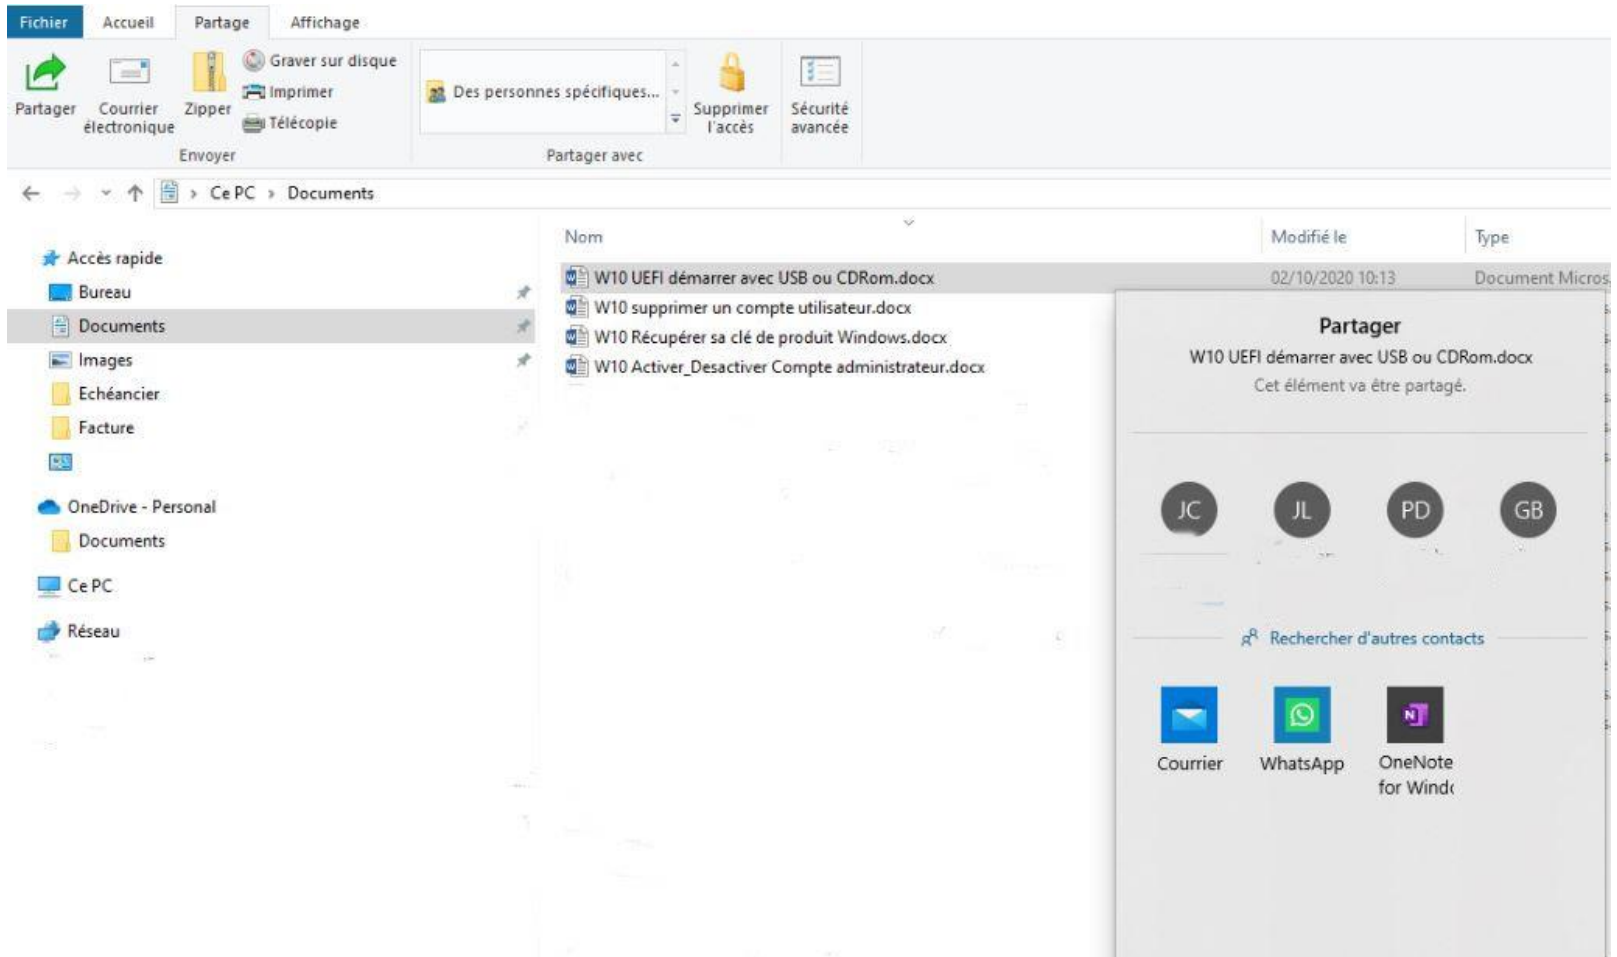 Fichier
Accueil
Partage
Affichage
Partager
Courrier
électronique
Zipper
Graver sur disque
Imprimer
Télécopie
Envoyer
Des personnes spécifiques...
Supprimer
l'accès
Partager avec
Sécurité
avancée
Ce PC
Documents
Accès rapide
Bureau
Documents
Images
Echéancier
Facture
OneDrive - Personal
Documents
Ce PC
Réseau
Nom
Modifié le
Type
W10 UEFI démarrer avec USB ou CDRom.docx
02/10/2020 10:13
Document Micros
W10 supprimer un compte utilisateur.docx
W10 Récupérer sa clé de produit Windows.docx
W10 Activer_Desactiver Compte administrateur.docx
Partager
W10 UEFI démarrer avec USB ou CDRom.docx
Cet élément va être partagé.
JC
JL
PD
GB
Rechercher d'autres contacts
Courrier
WhatsApp
OneNote
for Windo